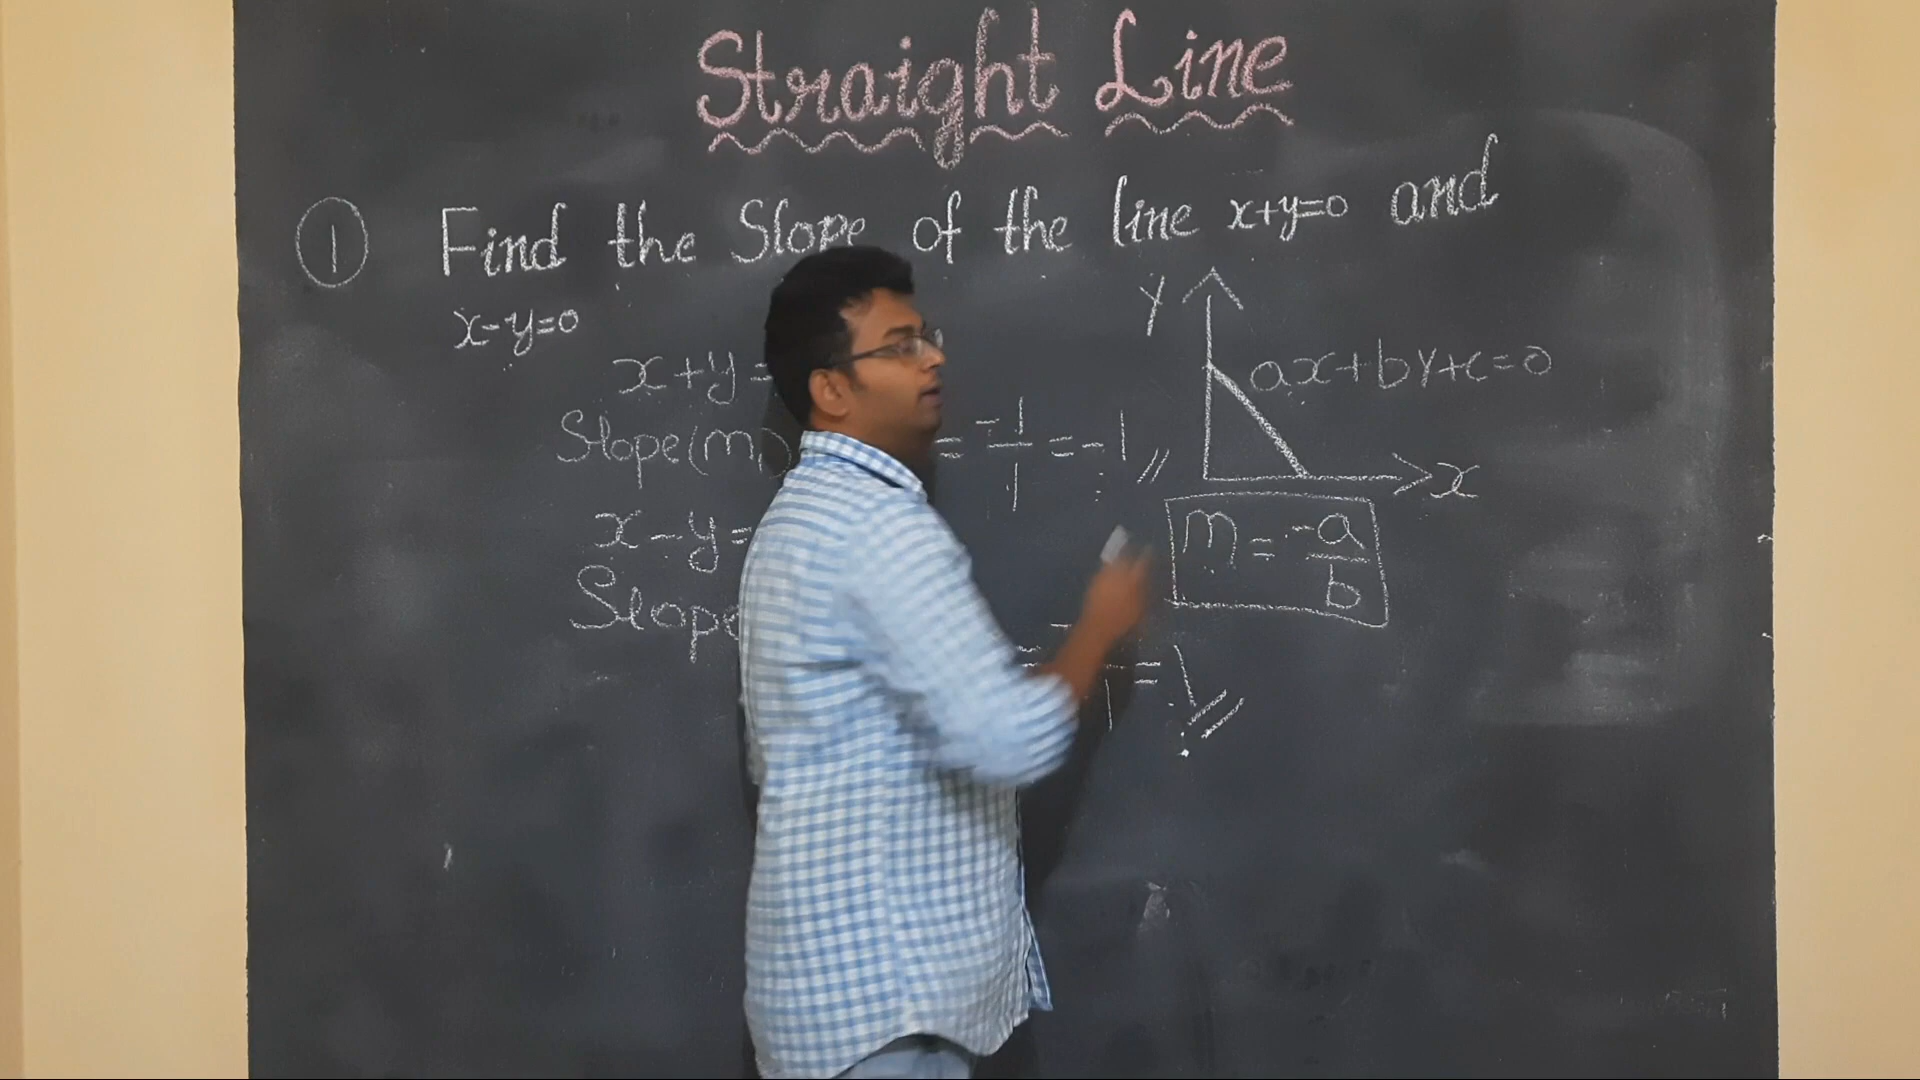 Straight Line
① Find the Slope of the line x+y=0 and
x-y=0
Y
x+y=
ax+by+c=0
Slope(m,) = -1/1 = -1//
x
x-y=
m = -a/b
Slope
= 1//